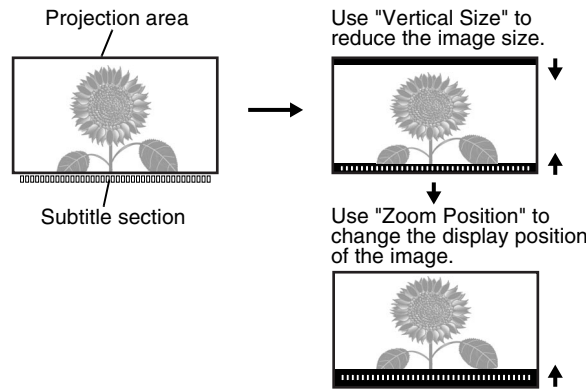 Projection area
Subtitle section
Use "Vertical Size" to
reduce the image size.
Use "Zoom Position" to
change the display position
of the image.